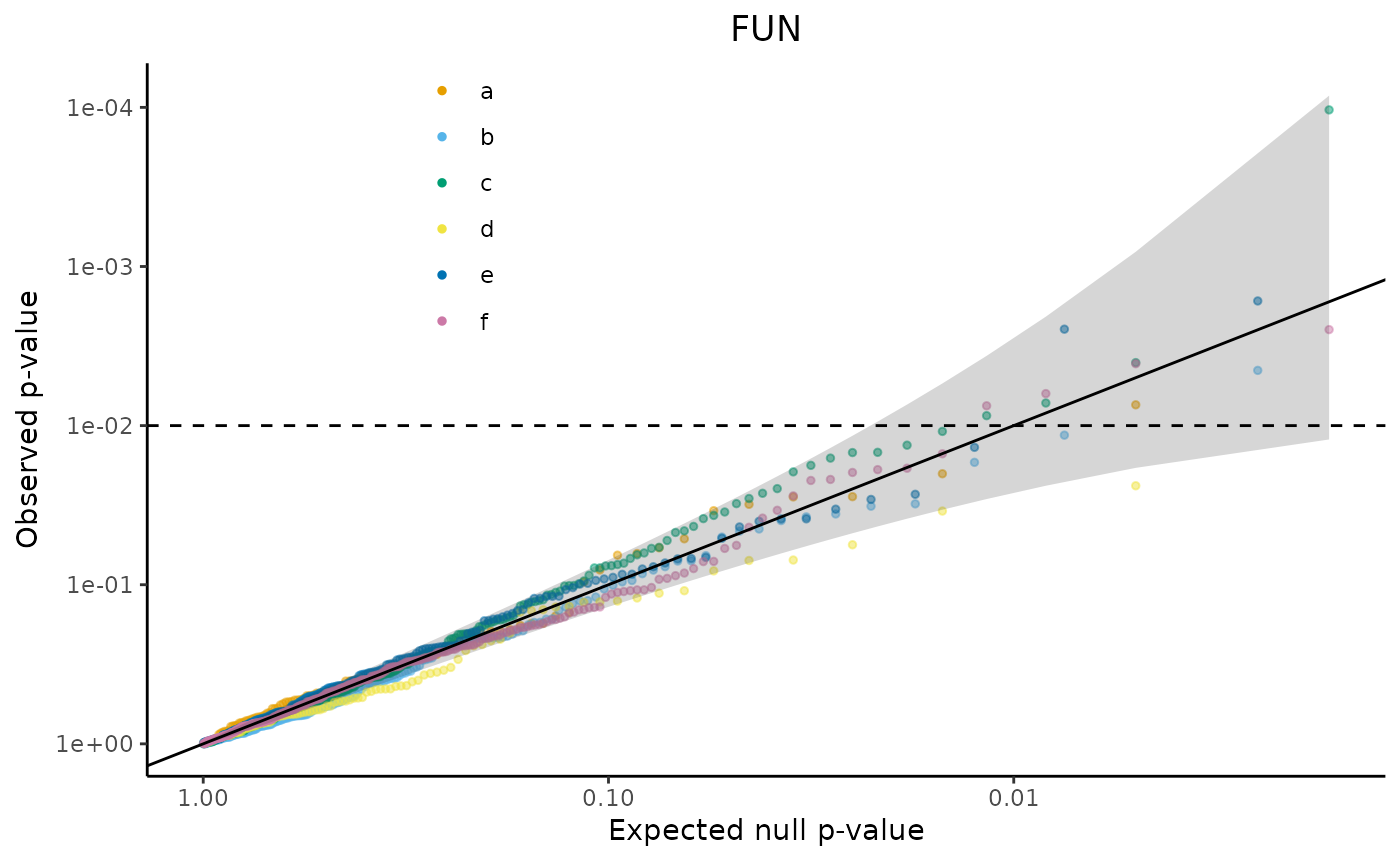 FUN
a
b
c
d
e
f
1e-04
1e-03
1e-02
1e-01
1e+00
Observed p-value
1.00
0.10
0.01
Expected null p-value